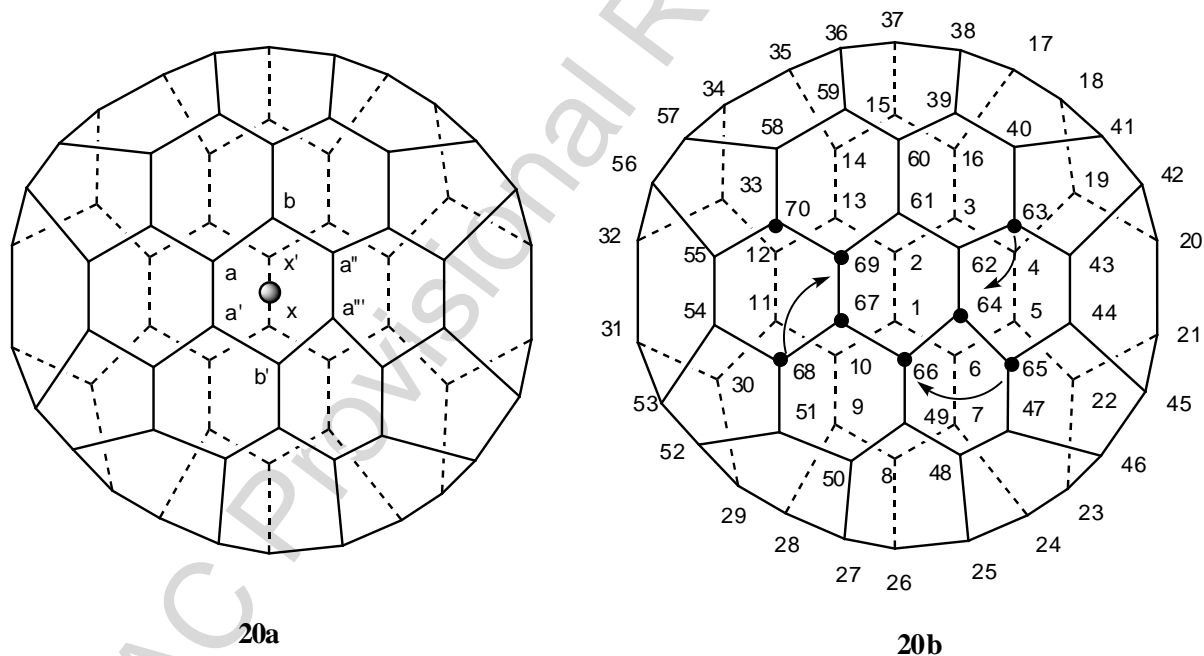 37
36 38
35 17
34 59 15 39 18
57 58 40 41
56 14 60 16 42
33 19
b 70 13 61 3 63
32 20
a x' a" 55 12 69 2 62 4 43
a' x a"' 54 11 67 1 64 5 44
31 21
b' 68 10 66 6 65
30 22 45
53 51 9 49 7 47
52 50 8 48 46
29 23
28 24
27 26 25
20a 20b
AC Provisional R